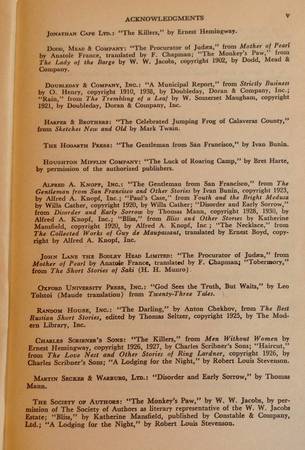 ACKNOWLEDGMENTS v
JONATHAN CAPE LTD.: "The Killers," by Ernest Hemingway.
DODD, MEAD & COMPANY: "The Procurator of Judæa," from Mother of Pearl
by Anatole France, translated by F. Chapman; "The Monkey's Paw," from
The Lady of the Barge by W. W. Jacobs, copyright 1902, by Dodd, Mead &
Company.
DOUBLEDAY & COMPANY, INC.: "A Municipal Report," from Strictly Business
by O. Henry, copyright 1910, 1938, by Doubleday, Doran & Company, Inc.;
"Rain," from The Trembling of a Leaf by W. Somerset Maugham, copyright
1921, by Doubleday, Doran & Company, Inc.
HARPER & BROTHERS: "The Celebrated Jumping Frog of Calaveras County,"
from Sketches New and Old by Mark Twain.
THE HOGARTH PRESS: "The Gentleman from San Francisco," by Ivan Bunin.
HOUGHTON MIFFLIN COMPANY: "The Luck of Roaring Camp," by Bret Harte,
by permission of the authorized publishers.
ALFRED A. KNOPF, INC.: "The Gentleman from San Francisco," from The
Gentleman from San Francisco and Other Stories by Ivan Bunin, copyright 1923,
by Alfred A. Knopf, Inc.; "Paul's Case," from Youth and the Bright Medusa
by Willa Cather, copyright 1920, by Willa Cather; "Disorder and Early Sorrow,"
from Disorder and Early Sorrow by Thomas Mann, copyright 1928, 1930, by
Alfred A. Knopf, Inc.; "Bliss," from Bliss and Other Stories by Katherine
Mansfield, copyright 1920, by Alfred A. Knopf, Inc.; "The Necklace," from
The Collected Works of Guy de Maupassant, translated by Ernest Boyd, copy-
right by Alfred A. Knopf, Inc.
JOHN LANE THE BODLEY HEAD LIMITED: "The Procurator of Judæa," from
Mother of Pearl by Anatole France, translated by F. Chapman; "Tobermory,"
from The Short Stories of Saki (H. H. Munro)
OXFORD UNIVERSITY PRESS, INC.: "God Sees the Truth, But Waits," by Leo
Tolstoi (Maude translation) from Twenty-Three Tales.
RANDOM HOUSE, INC.: "The Darling," by Anton Chekhov, from The Best
Russian Short Stories, edited by Thomas Seltzer, copyright 1925, by The Mod-
ern Library, Inc.
CHARLES SCRIBNER'S SONS: "The Killers," from Men Without Women by
Ernest Hemingway, copyright 1926, 1927, by Charles Scribner's Sons; "Haircut,"
from The Love Nest and Other Stories by Ring Lardner, copyright 1926, by
Charles Scribner's Sons; "A Lodging for the Night," by Robert Louis Stevenson.
MARTIN SECKER & WARBURG, LTD.: "Disorder and Early Sorrow," by Thomas
Mann.
THE SOCIETY OF AUTHORS: "The Monkey's Paw," by W. W. Jacobs, by per-
mission of The Society of Authors as literary representative of the W. W. Jacobs
Estate; "Bliss," by Katherine Mansfield, published by Constable & Company,
Ltd.; "A Lodging for the Night," by Robert Louis Stevenson.